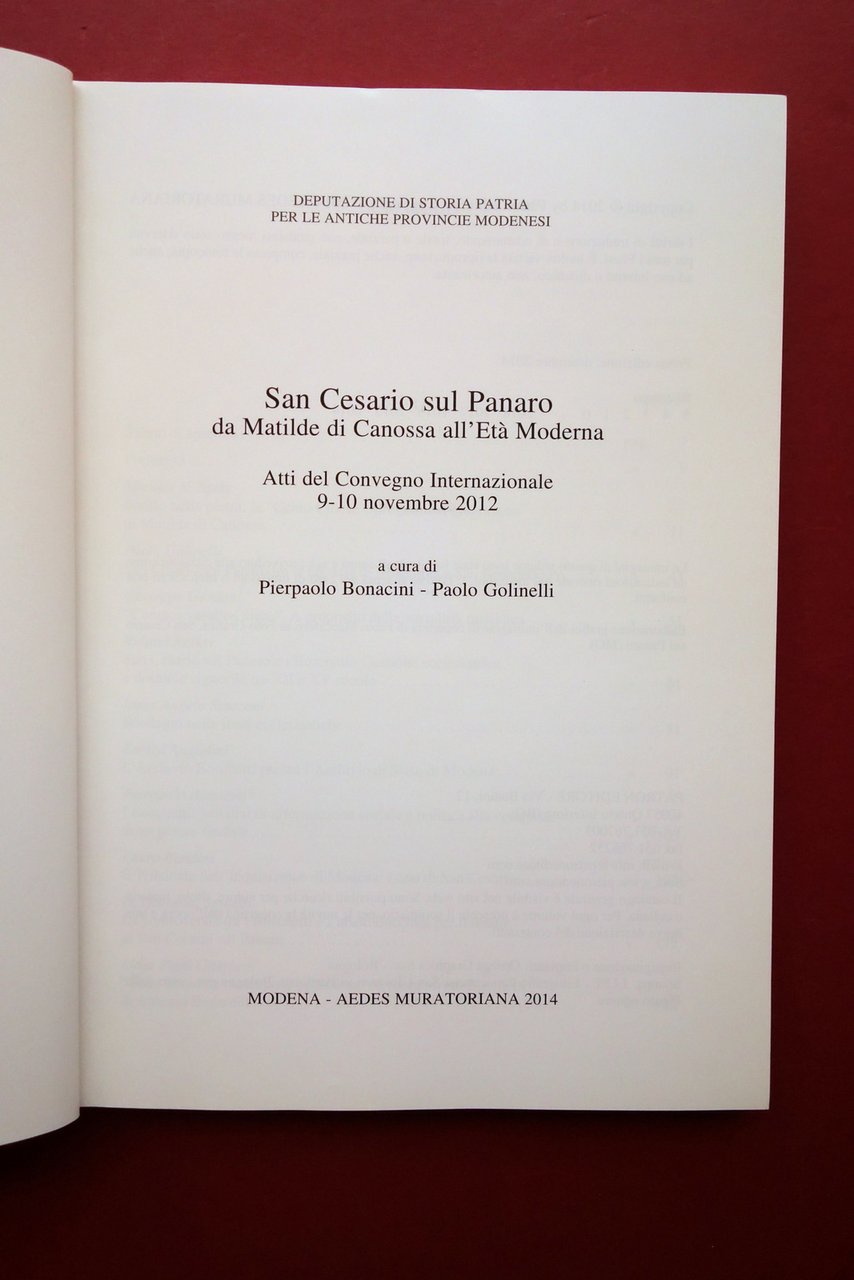 DEPUTAZIONE DI STORIA PATRIA
PER LE ANTICHE PROVINCIE MODENESI
San Cesario sul Panaro
da Matilde di Canossa all'Età Moderna
Atti del Convegno Internazionale
9-10 novembre 2012
a cura di
Pierpaolo Bonacini - Paolo Golinelli
MODENA - AEDES MURATORIANA 2014